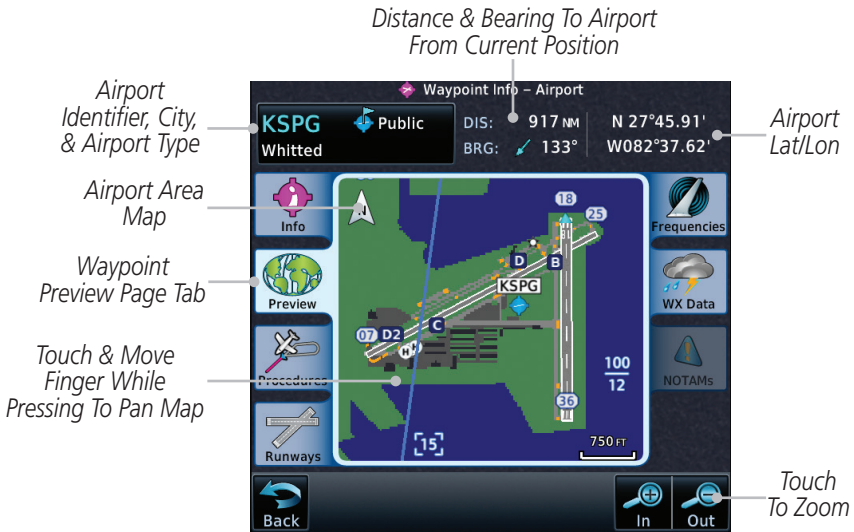 Distance & Bearing To Airport
From Current Position
Airport
Identifier, City,
& Airport Type
Airport Area
Map
Waypoint
Preview Page Tab
Touch & Move
Finger While
Pressing To Pan Map
Waypoint Info – Airport
KSPG Public
Whitted
DIS: 917 NM
BRG: 133°
N 27°45.91'
W082°37.62'
Airport
Lat/Lon
Info
Preview
Procedures
Runways
N
18
25
D
B
KSPG
C
07
D2
H
H
36
15
100
12
750 FT
Frequencies
WX Data
NOTAMs
Back
In
Out
Touch
To Zoom